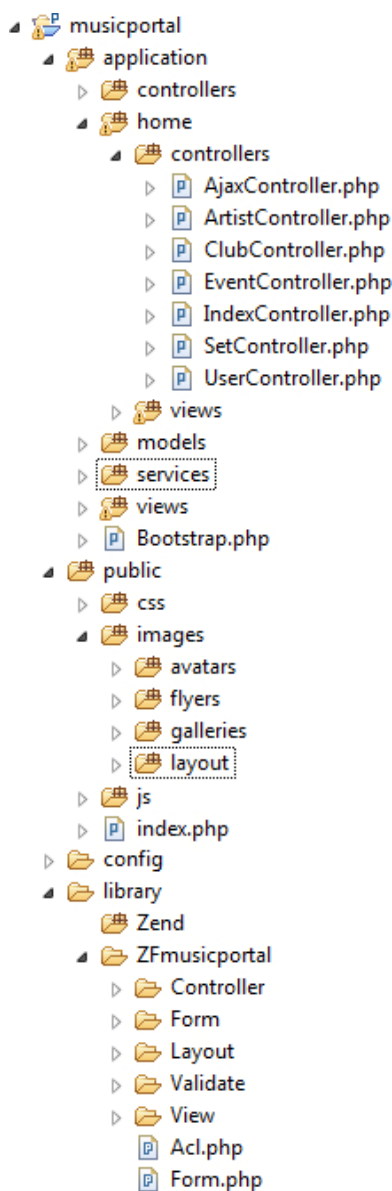 musicportal
application
controllers
home
controllers
AjaxController.php
ArtistController.php
ClubController.php
EventController.php
IndexController.php
SetController.php
UserController.php
views
models
services
views
Bootstrap.php
public
css
images
avatars
flyers
galleries
layout
js
index.php
config
library
Zend
ZFmusicportal
Controller
Form
Layout
Validate
View
Acl.php
Form.php